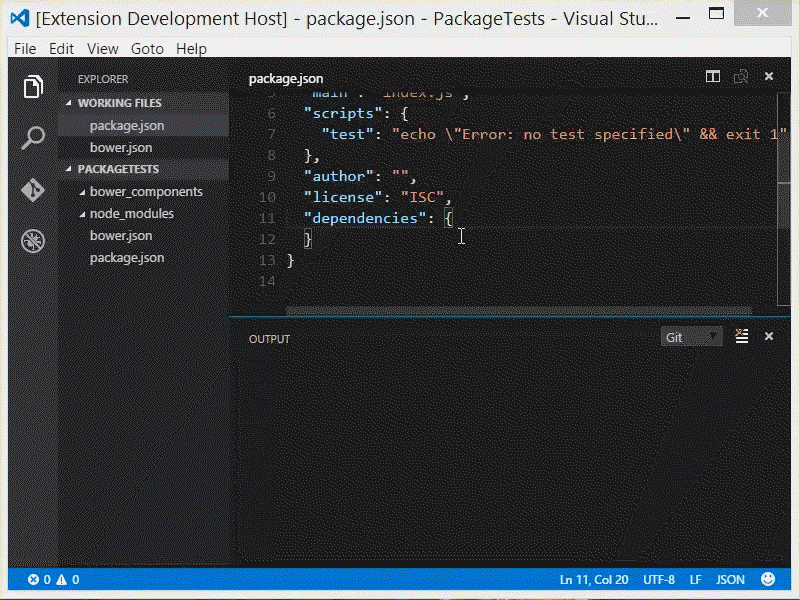 [Extension Development Host] - package.json - PackageTests - Visual Stu...
File Edit View Goto Help
EXPLORER
WORKING FILES
package.json
bower.json
PACKAGETESTS
bower_components
node_modules
bower.json
package.json
package.json
5 "main": "index.js",
6 "scripts": {
7 "test": "echo \"Error: no test specified\" && exit 1"
8 },
9 "author": "",
10 "license": "ISC",
11 "dependencies": {
12 }
13 }
14
OUTPUT
Git
0 0
Ln 11, Col 20 UTF-8 LF JSON